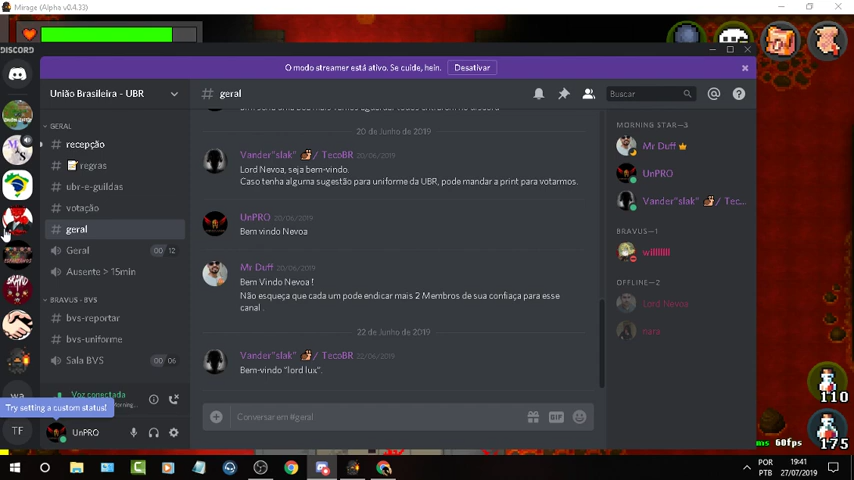 Mirage (Alpha v0.4.33)
DISCORD
O modo streamer está ativo. Se cuide, hein.
Desativar
União Brasileira - UBR
# geral
Buscar
GERAL
# recepção
regras
# ubr-e-guildas
# votação
# geral
Geral
00 12
Ausente > 15min
BRAVUS - BVS
# bvs-reportar
# bvs-uniforme
Sala BVS
00 06
Voz conectada
Try setting a custom status!
TF
UnPRO
20 de Junho de 2019
Vander"slak" / TecoBR 20/06/2019
Lord Nevoa, seja bem-vindo.
Caso tenha alguma sugestão para uniforme da UBR, pode mandar a print para votarmos.
UnPRO 20/06/2019
Bem vindo Nevoa
Mr Duff 20/06/2019
Bem Vindo Nevoa !
Não esqueça que cada um pode endicar mais 2 Membros de sua confiaça para esse
canal .
22 de Junho de 2019
Vander"slak" / TecoBR 22/06/2019
Bem-vindo "lord lux".
Conversar em #geral
GIF
MORNING STAR—3
Mr Duff
UnPRO
Vander"slak" / Tec...
BRAVUS—1
OFFLINE—2
Lord Nevoa
nara
110
175
ms 60fps
POR
PTB
19:41
27/07/2019